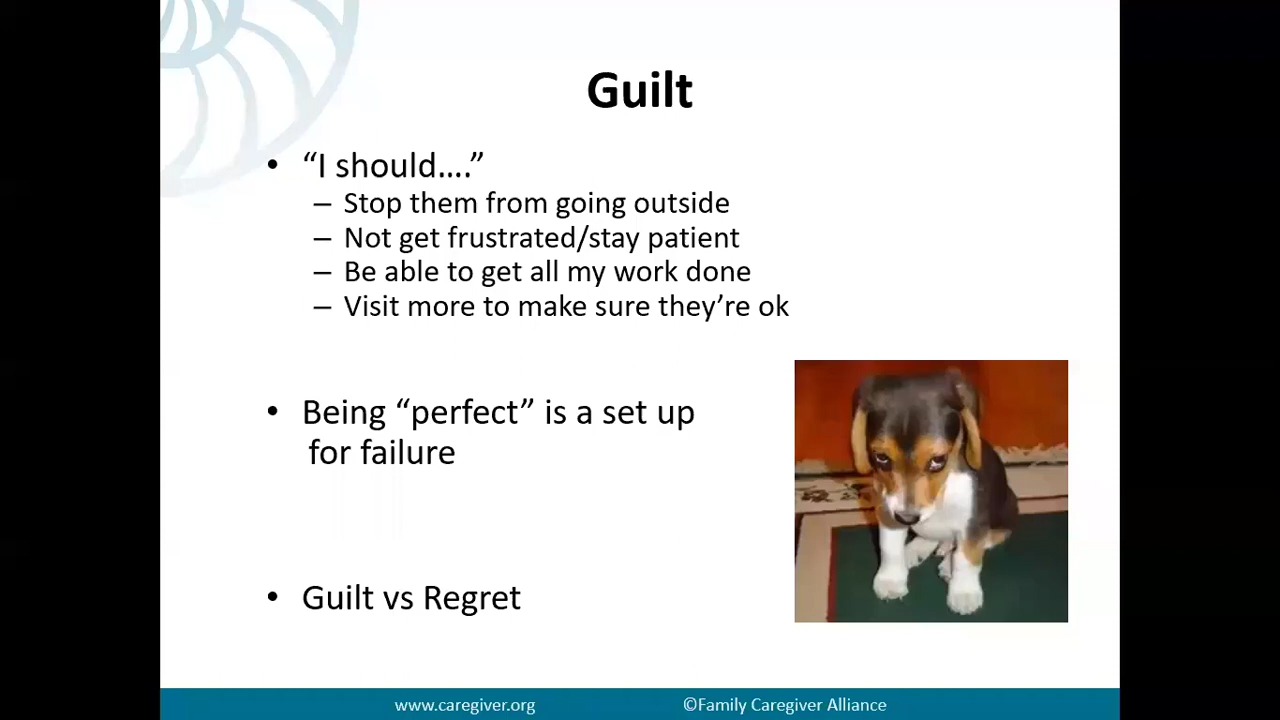 Guilt
• “I should....”
– Stop them from going outside
– Not get frustrated/stay patient
– Be able to get all my work done
– Visit more to make sure they’re ok
• Being “perfect” is a set up
for failure
• Guilt vs Regret
www.caregiver.org
©Family Caregiver Alliance